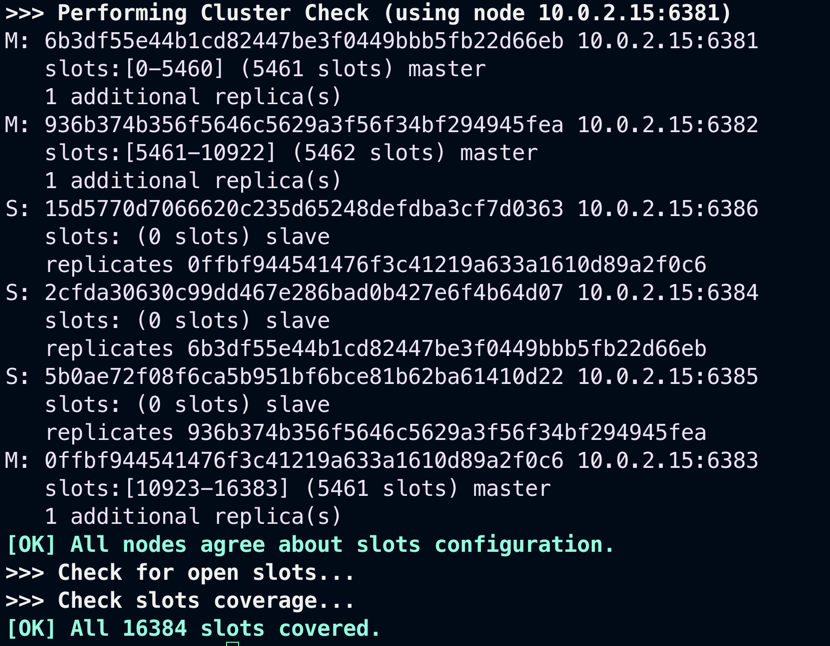 >>> Performing Cluster Check (using node 10.0.2.15:6381)
M: 6b3df55e44b1cd82447be3f0449bbb5fb22d66eb 10.0.2.15:6381
slots:[0-5460] (5461 slots) master
1 additional replica(s)
M: 936b374b356f5646c5629a3f56f34bf294945fea 10.0.2.15:6382
slots:[5461-10922] (5462 slots) master
1 additional replica(s)
S: 15d5770d7066620c235d65248defdba3cf7d0363 10.0.2.15:6386
slots: (0 slots) slave
replicates 0ffbf944541476f3c41219a633a1610d89a2f0c6
S: 2cfda30630c99dd467e286bad0b427e6f4b64d07 10.0.2.15:6384
slots: (0 slots) slave
replicates 6b3df55e44b1cd82447be3f0449bbb5fb22d66eb
S: 5b0ae72f08f6ca5b951bf6bce81b62ba61410d22 10.0.2.15:6385
slots: (0 slots) slave
replicates 936b374b356f5646c5629a3f56f34bf294945fea
M: 0ffbf944541476f3c41219a633a1610d89a2f0c6 10.0.2.15:6383
slots:[10923-16383] (5461 slots) master
1 additional replica(s)
[OK] All nodes agree about slots configuration.
>>> Check for open slots...
>>> Check slots coverage...
[OK] All 16384 slots covered.